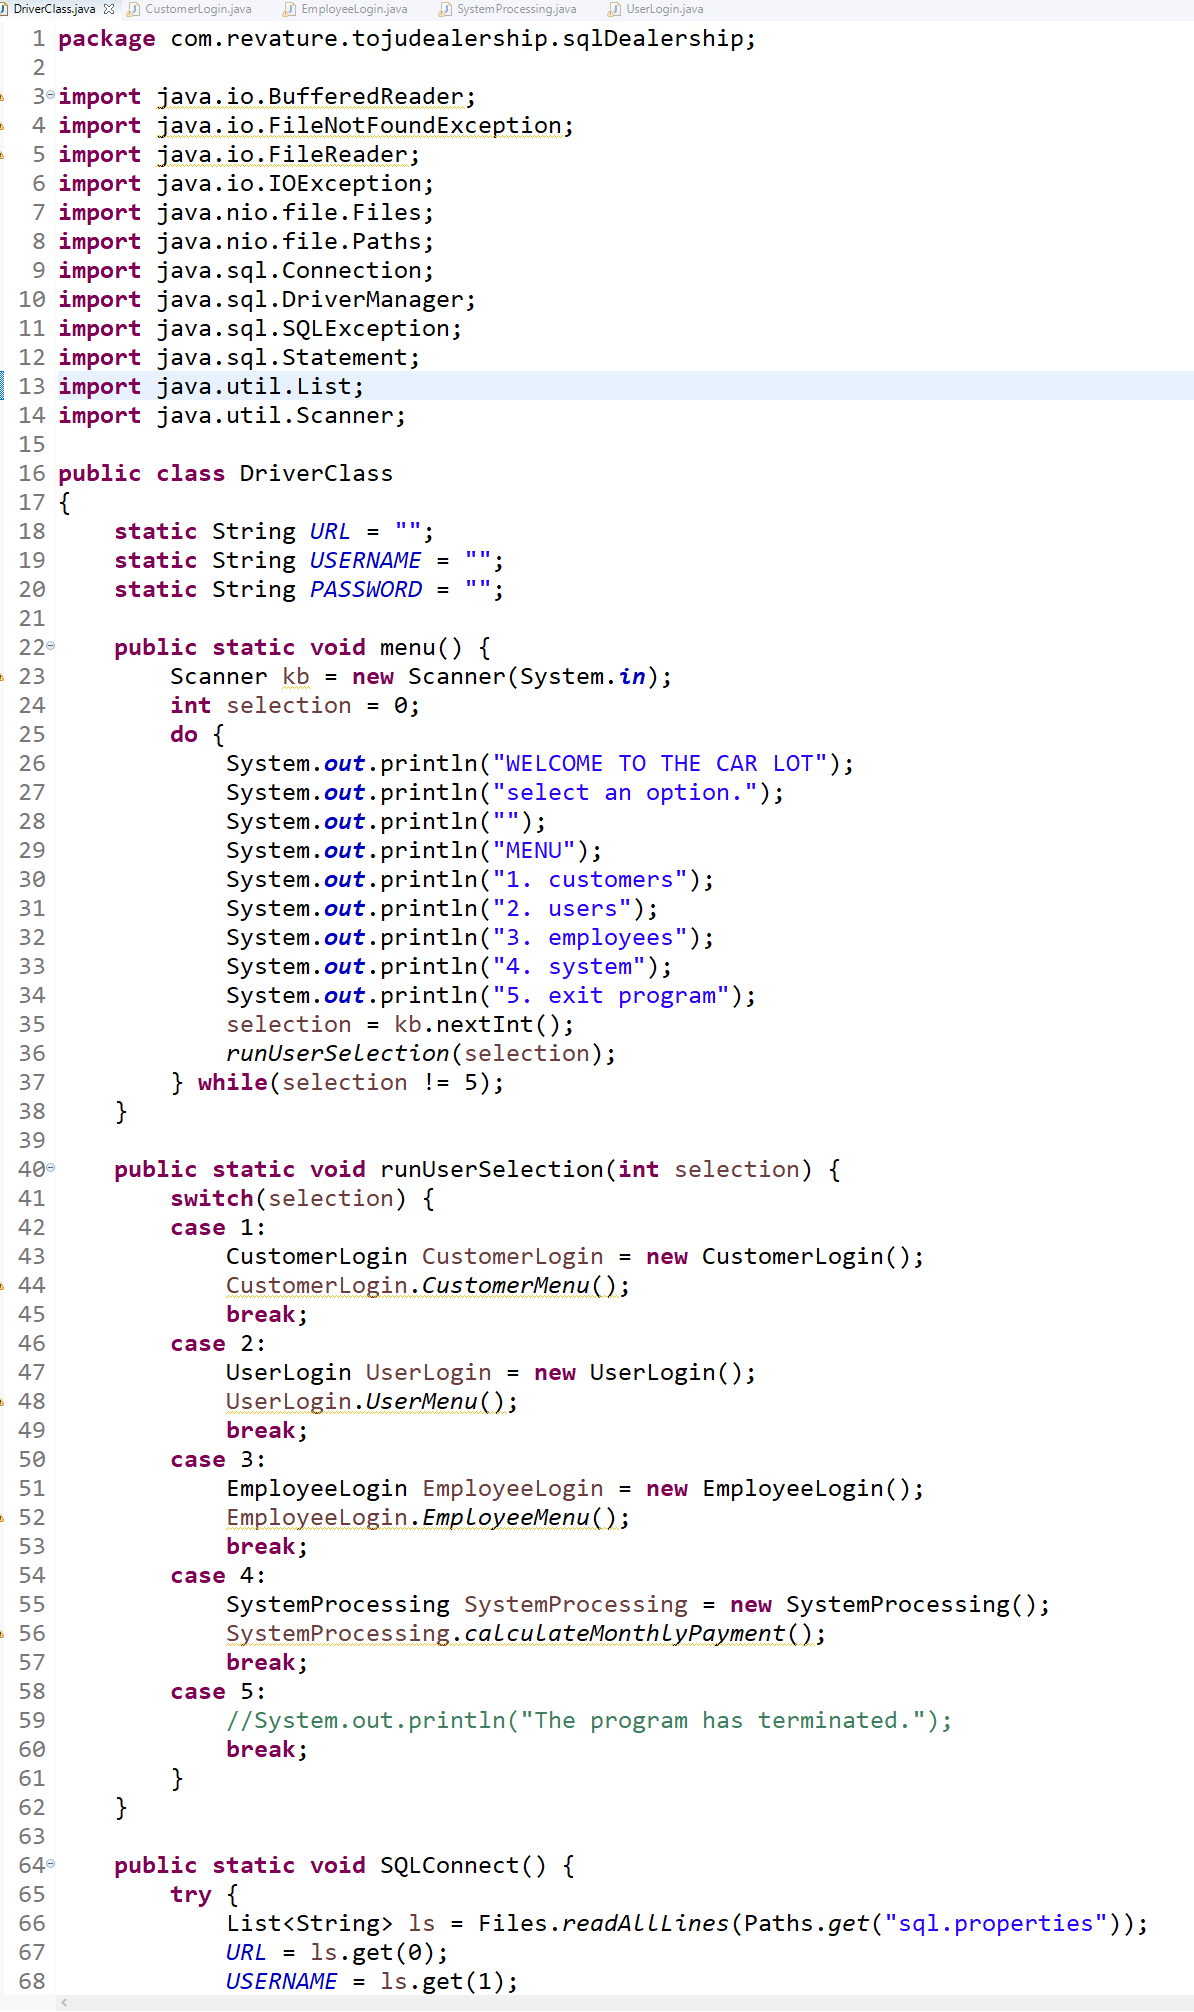 DriverClass.java CustomerLogin.java EmployeeLogin.java SystemProcessing.java UserLogin.java
1 package com.revature.tojudealership.sqlDealership;
2
3 import java.io.BufferedReader;
4 import java.io.FileNotFoundException;
5 import java.io.FileReader;
6 import java.io.IOException;
7 import java.nio.file.Files;
8 import java.nio.file.Paths;
9 import java.sql.Connection;
10 import java.sql.DriverManager;
11 import java.sql.SQLException;
12 import java.sql.Statement;
13 import java.util.List;
14 import java.util.Scanner;
15
16 public class DriverClass
17 {
18     static String URL = "";
19     static String USERNAME = "";
20     static String PASSWORD = "";
21
22     public static void menu() {
23         Scanner kb = new Scanner(System.in);
24         int selection = 0;
25         do {
26             System.out.println("WELCOME TO THE CAR LOT");
27             System.out.println("select an option.");
28             System.out.println("");
29             System.out.println("MENU");
30             System.out.println("1. customers");
31             System.out.println("2. users");
32             System.out.println("3. employees");
33             System.out.println("4. system");
34             System.out.println("5. exit program");
35             selection = kb.nextInt();
36             runUserSelection(selection);
37         } while(selection != 5);
38     }
39
40     public static void runUserSelection(int selection) {
41         switch(selection) {
42         case 1:
43             CustomerLogin CustomerLogin = new CustomerLogin();
44             CustomerLogin.CustomerMenu();
45             break;
46         case 2:
47             UserLogin UserLogin = new UserLogin();
48             UserLogin.UserMenu();
49             break;
50         case 3:
51             EmployeeLogin EmployeeLogin = new EmployeeLogin();
52             EmployeeLogin.EmployeeMenu();
53             break;
54         case 4:
55             SystemProcessing SystemProcessing = new SystemProcessing();
56             SystemProcessing.calculateMonthlyPayment();
57             break;
58         case 5:
59             //System.out.println("The program has terminated.");
60             break;
61         }
62     }
63
64     public static void SQLConnect() {
65         try {
66             List<String> ls = Files.readAllLines(Paths.get("sql.properties"));
67             URL = ls.get(0);
68             USERNAME = ls.get(1);